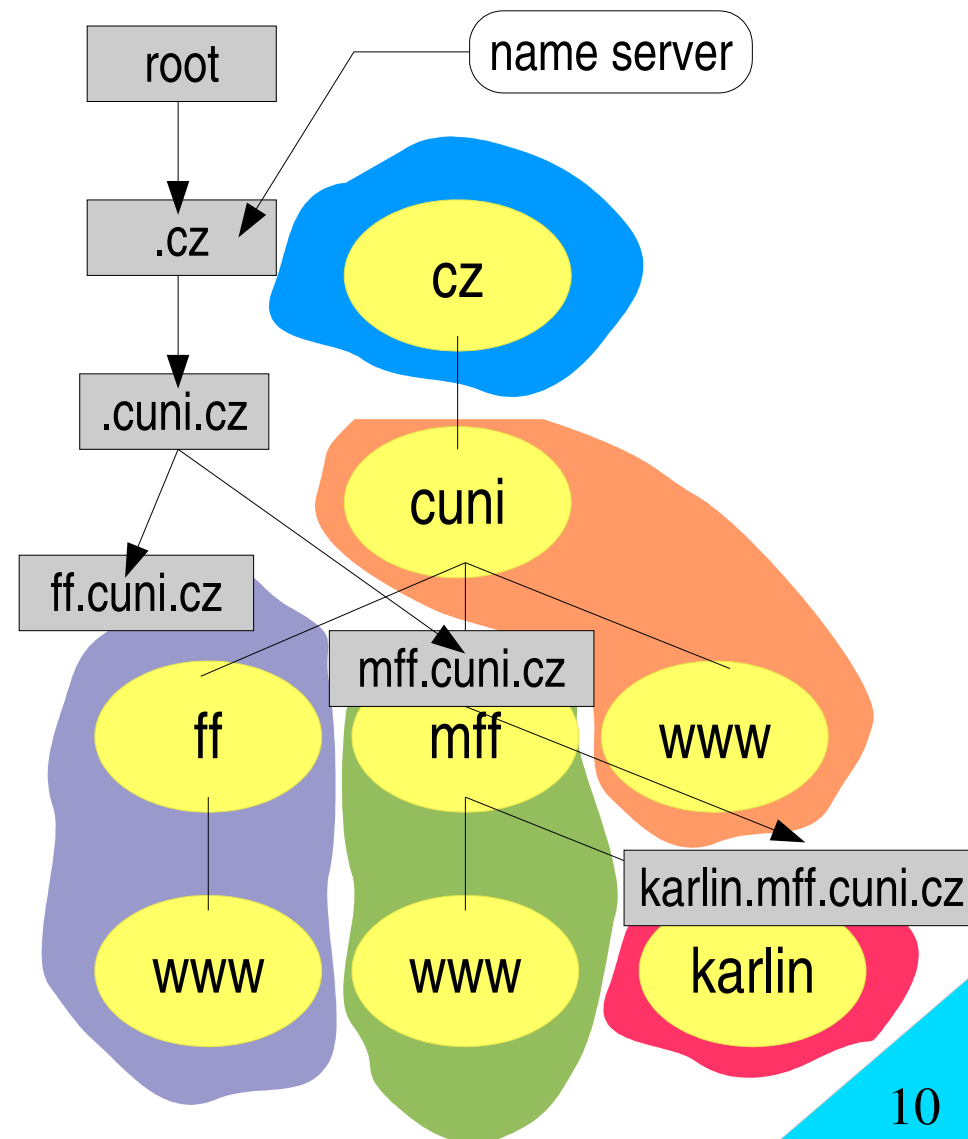 root
name server
.cz
cz
.cuni.cz
cuni
ff.cuni.cz
mff.cuni.cz
ff
mff
www
karlin.mff.cuni.cz
www
www
karlin
10